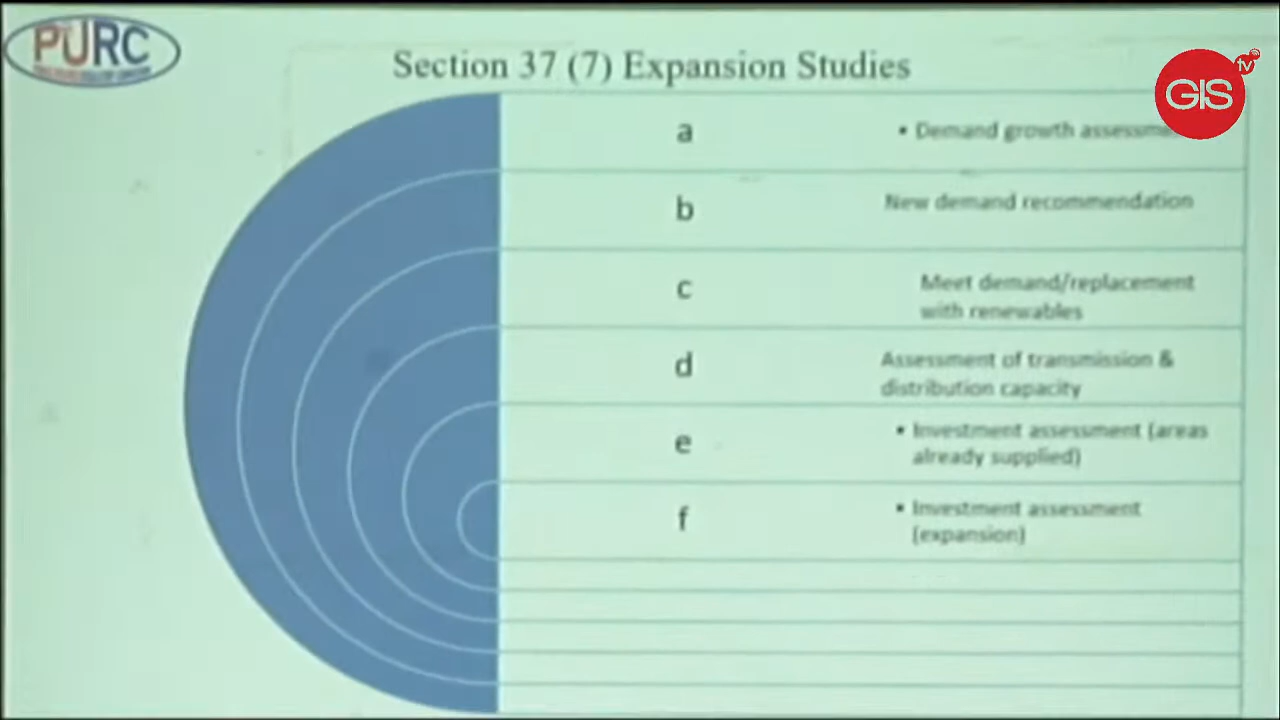 PURC
GIS tv
Section 37 (7) Expansion Studies
a
• Demand growth assessme
b
New demand recommendation
c
Meet demand/replacement
with renewables
d
Assessment of transmission &
distribution capacity
e
• Investment assessment (areas
already supplied)
f
• Investment assessment
(expansion)